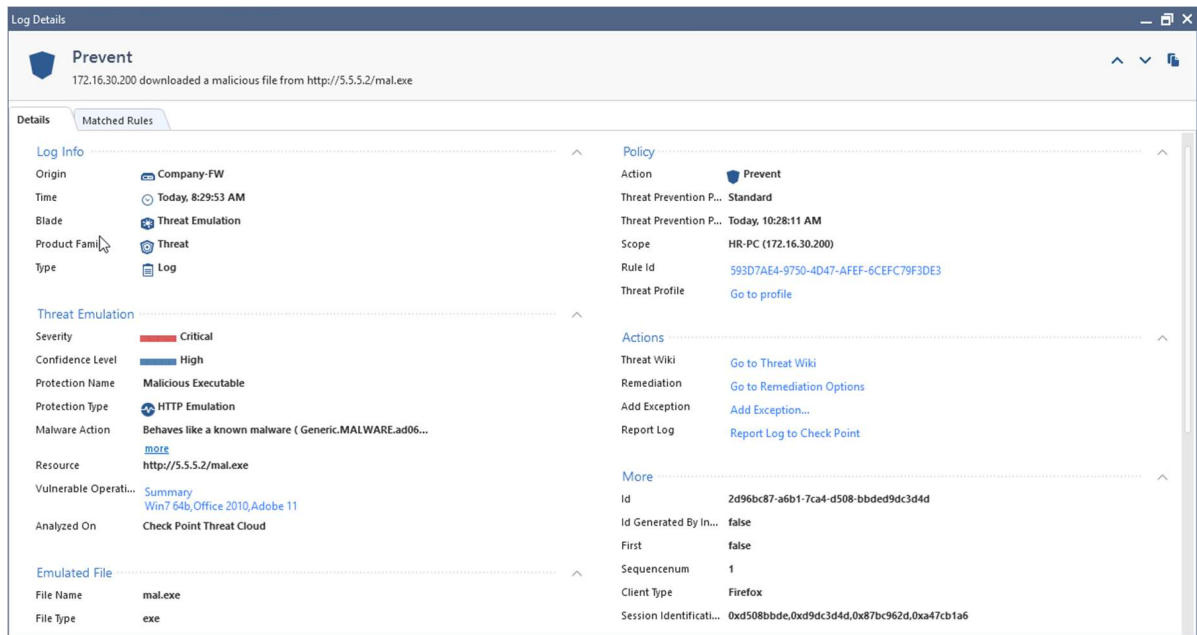 Log Details
Prevent
172.16.30.200 downloaded a malicious file from http://5.5.5.2/mal.exe
Details
Matched Rules
Log Info
Origin Company-FW
Time Today, 8:29:53 AM
Blade Threat Emulation
Product Famil
Threat
Type Log
Threat Emulation
Severity Critical
Confidence Level High
Protection Name Malicious Executable
Protection Type HTTP Emulation
Malware Action Behaves like a known malware ( Generic.MALWARE.ad06...
more
Resource http://5.5.5.2/mal.exe
Vulnerable Operati... Summary
Win7 64b,Office 2010,Adobe 11
Analyzed On Check Point Threat Cloud
Emulated File
File Name mal.exe
File Type exe
Policy
Action Prevent
Threat Prevention P... Standard
Threat Prevention P... Today, 10:28:11 AM
Scope HR-PC (172.16.30.200)
Rule Id 593D7AE4-9750-4D47-AFEF-6CEFC79F3DE3
Threat Profile Go to profile
Actions
Threat Wiki Go to Threat Wiki
Remediation Go to Remediation Options
Add Exception Add Exception...
Report Log Report Log to Check Point
More
Id 2d96bc87-a6b1-7ca4-d508-bbded9dc3d4d
Id Generated By In... false
First false
Sequencenum 1
Client Type Firefox
Session Identificati... 0xd508bbde,0xd9dc3d4d,0x87bc962d,0xa47cb1a6